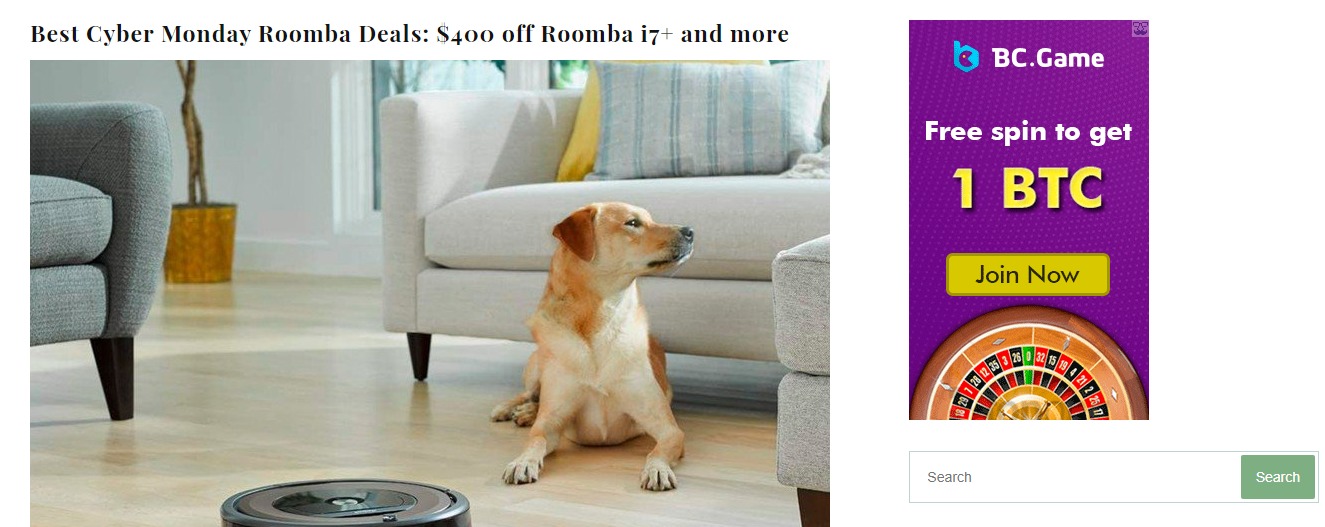 Best Cyber Monday Roomba Deals: $400 off Roomba i7+ and more
BC.Game
Free spin to get
1 BTC
Join Now
Search
Search